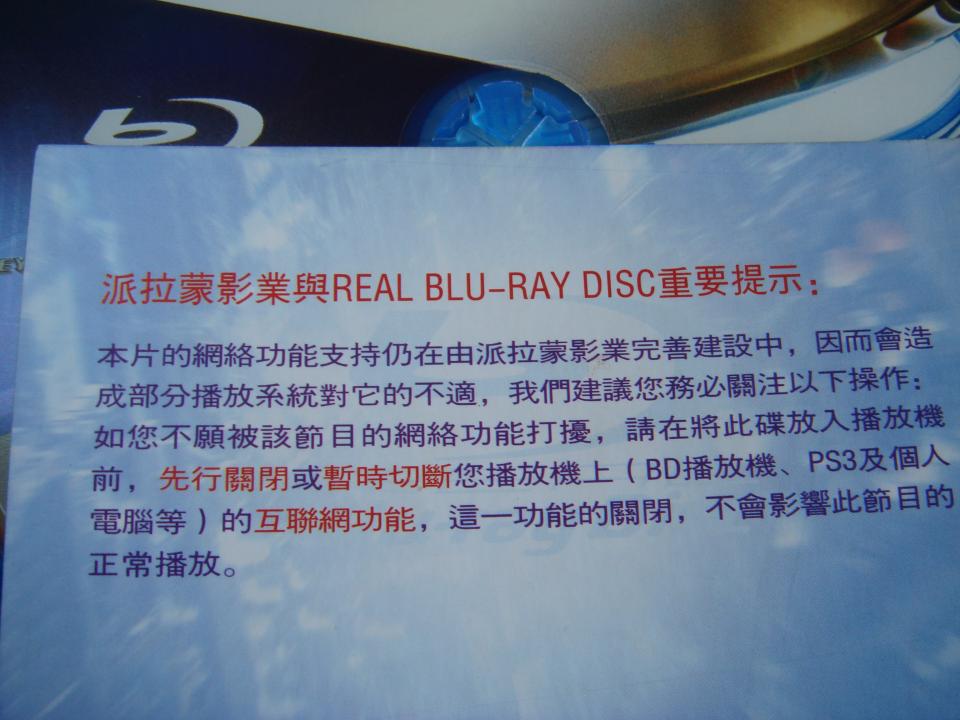 派拉蒙影業與REAL BLU-RAY DISC重要提示：
本片的網絡功能支持仍在由派拉蒙影業完善建設中，因而會造
成部分播放系統對它的不適，我們建議您務必關注以下操作：
如您不願被該節目的網絡功能打擾，請在將此碟放入播放機
前，先行關閉或暫時切斷您播放機上（BD播放機、PS3及個人
電腦等）的互聯網功能，這一功能的關閉，不會影響此節目的
正常播放。